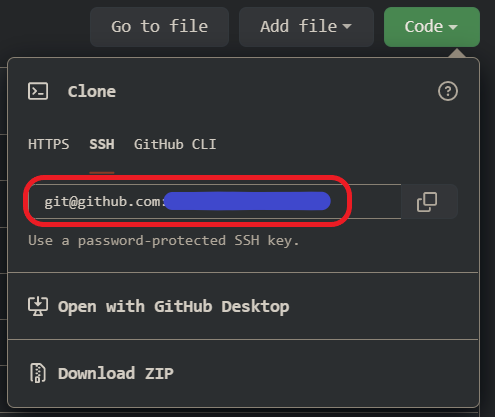 Go to file Add file Code
Clone
HTTPS SSH GitHub CLI
git@github.com:
Use a password-protected SSH key.
Open with GitHub Desktop
Download ZIP